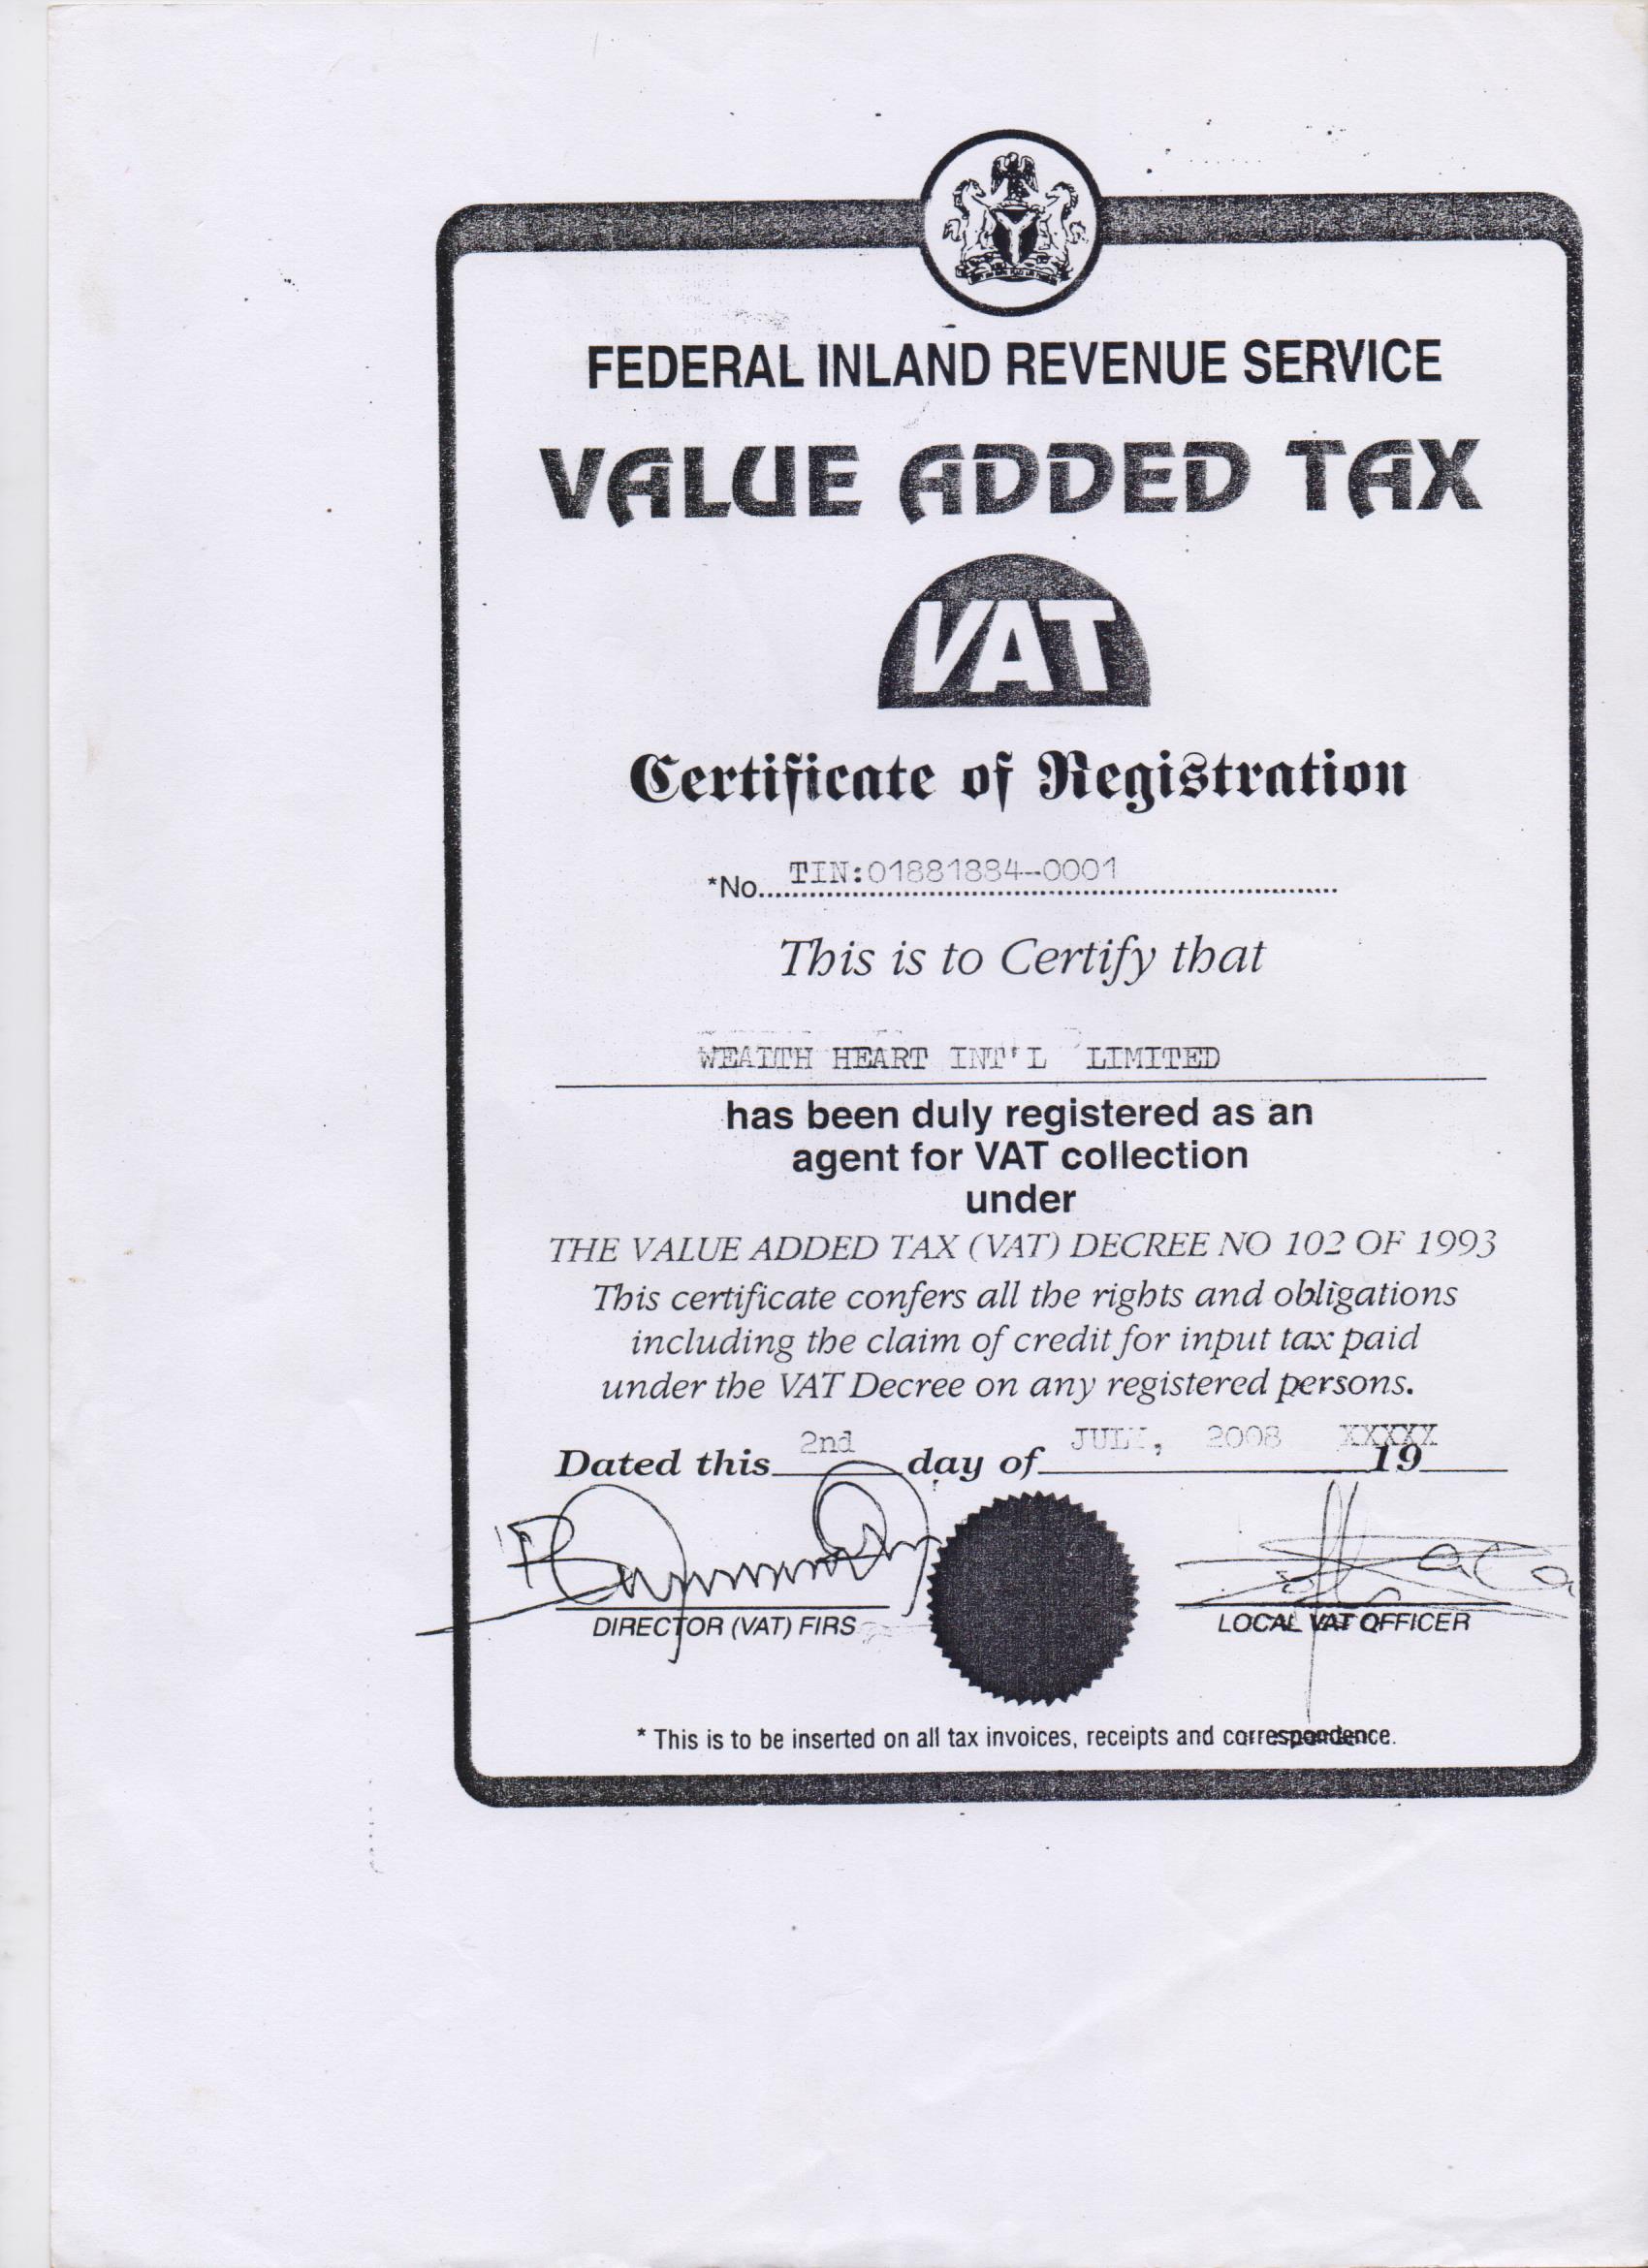 FEDERAL INLAND REVENUE SERVICE
VALUE ADDED TAX
VAT
Certificate of Registration
*No. TIN:01881884-0001
This is to Certify that
WEALTH HEART INT'L LIMITED
has been duly registered as an
agent for VAT collection
under
THE VALUE ADDED TAX (VAT) DECREE NO 102 OF 1993
This certificate confers all the rights and obligations
including the claim of credit for input tax paid
under the VAT Decree on any registered persons.
Dated this 2nd day of JULY, 2008 XXXXX 19
DIRECTOR (VAT) FIRS
LOCAL VAT OFFICER
* This is to be inserted on all tax invoices, receipts and correspondence.